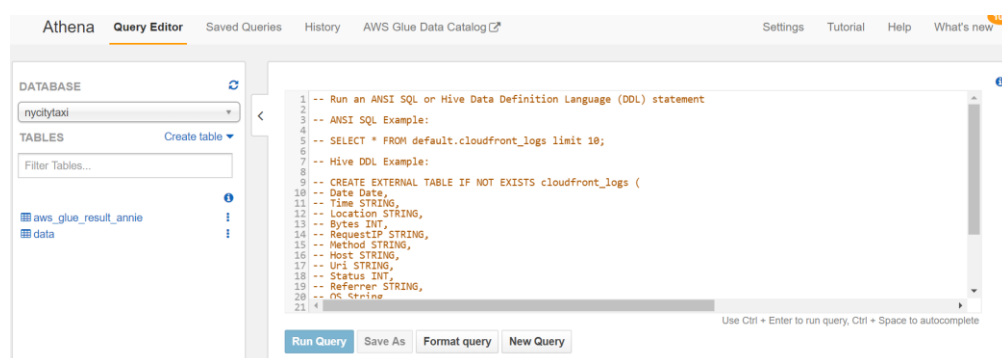 Athena Query Editor Saved Queries History AWS Glue Data Catalog Settings Tutorial Help What's new
DATABASE
nycitytaxi
TABLES Create table
Filter Tables...
aws_glue_result_annie
data
1 -- Run an ANSI SQL or Hive Data Definition Language (DDL) statement
2
3 -- ANSI SQL Example:
4
5 -- SELECT * FROM default.cloudfront_logs limit 10;
6
7 -- Hive DDL Example:
8
9 -- CREATE EXTERNAL TABLE IF NOT EXISTS cloudfront_logs (
10 -- Date Date,
11 -- Time STRING,
12 -- Location STRING,
13 -- Bytes INT,
14 -- RequestIP STRING,
15 -- Method STRING,
16 -- Host STRING,
17 -- Uri STRING,
18 -- Status INT,
19 -- Referrer STRING,
20 -- OS String
21
Use Ctrl + Enter to run query, Ctrl + Space to autocomplete
Run Query Save As Format query New Query